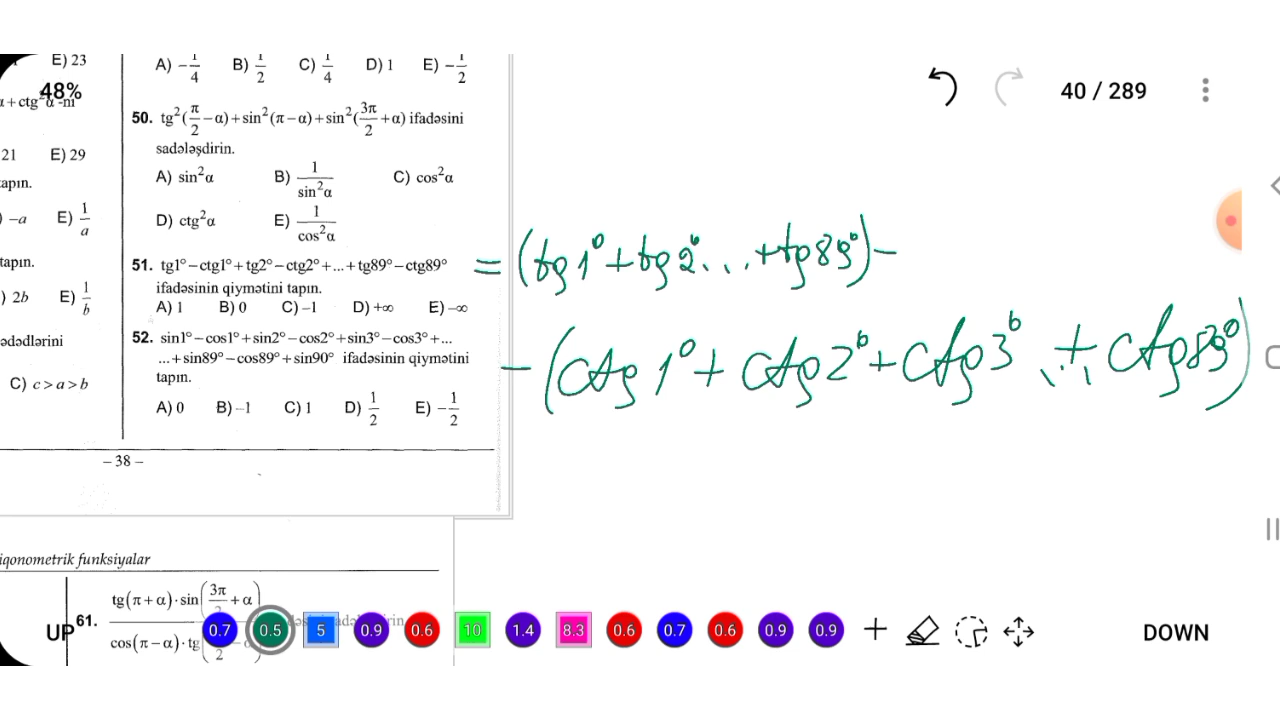 E) 23
α+ctg²α -nı
21 E) 29
tapın.
) –a E) 1/a
tapın.
) 2b E) 1/b
ədədlərini
C) c>a>b
48%
A) –1/4 B) 1/2 C) 1/4 D) 1 E) –1/2
50. tg²(π/2–α)+sin²(π–α)+sin²(3π/2+α) ifadəsini
sadələşdirin.
A) sin²α B) 1/sin²α C) cos²α
D) ctg²α E) 1/cos²α
51. tg1°–ctg1°+tg2°–ctg2°+...+tg89°–ctg89°
ifadəsinin qiymətini tapın.
A) 1 B) 0 C) –1 D) +∞ E) –∞
52. sin1°–cos1°+sin2°–cos2°+sin3°–cos3°+...
...+sin89°–cos89°+sin90° ifadəsinin qiymətini
tapın.
A) 0 B) –1 C) 1 D) 1/2 E) –1/2
– 38 –
40 / 289
= (tg1°+tg2°...+tg89°)–
–(ctg1°+ctg2°+ctg3°...+ctg89°)
iqonometrik funksiyalar
61. tg(π+α)·sin(3π/2+α)
cos(π–α)·tg
UP 0.7 0.5 5 0.9 0.6 10 1.4 8.3 0.6 0.7 0.6 0.9 0.9 + DOWN